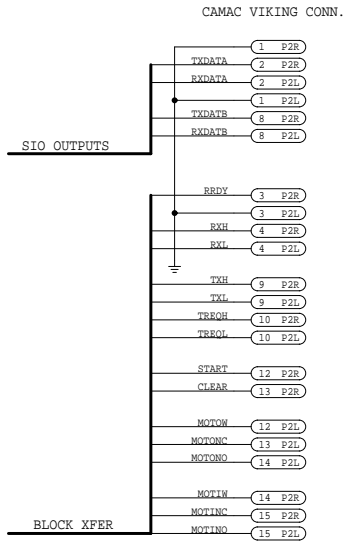 CAMAC VIKING CONN.
1 P2R
TXDATA 2 P2R
RXDATA 2 P2L
1 P2L
TXDATB 8 P2R
RXDATB 8 P2L
SIO OUTPUTS
RRDY 3 P2R
3 P2L
RXH 4 P2R
RXL 4 P2L
TXH 9 P2R
TXL 9 P2L
TREQH 10 P2R
TREQL 10 P2L
START 12 P2R
CLEAR 13 P2R
MOTOW 12 P2L
MOTONC 13 P2L
MOTONO 14 P2L
MOTIW 14 P2R
MOTINC 15 P2R
BLOCK XFER
MOTINO 15 P2L